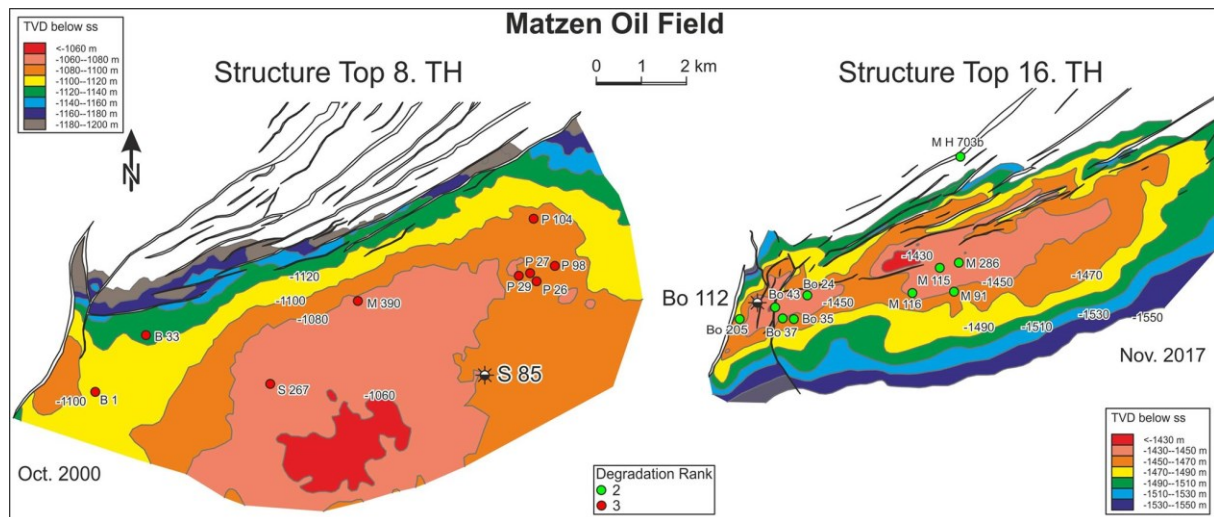 Matzen Oil Field
TVD below ss
<-1060 m
-1060--1080 m
-1080--1100 m
-1100--1120 m
-1120--1140 m
-1140--1160 m
-1160--1180 m
-1180--1200 m
N
Structure Top 8. TH
0 1 2 km
Structure Top 16. TH
P 104
P 27
P 98
P 29
P 26
-1120
-1100
-1080
M 390
B 33
S 85
S 267
-1060
-1100
B 1
Oct. 2000
M H 703b
-1430
M 286
M 115
-1470
Bo 24
-1450
M 116
M 91
Bo 43
-1450
Bo 112
Bo 205
Bo 35
Bo 37
-1490
-1510
-1530
-1550
Nov. 2017
Degradation Rank
2
3
TVD below ss
<-1430 m
-1430--1450 m
-1450--1470 m
-1470--1490 m
-1490--1510 m
-1510--1530 m
-1530--1550 m